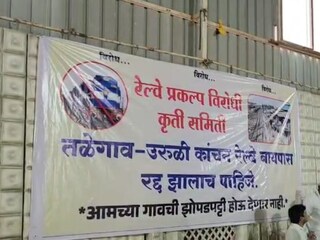 विरोध... विरोध... विरोध...
रेल्वे प्रकल्प विरोधी
कृती समिती
तळेगाव-उरुळी कांचन रेल्वे बायपास
रद्द झालाच पाहिजे.
*आमच्या गावची झोपडपट्टी होऊ देणार नाही.*